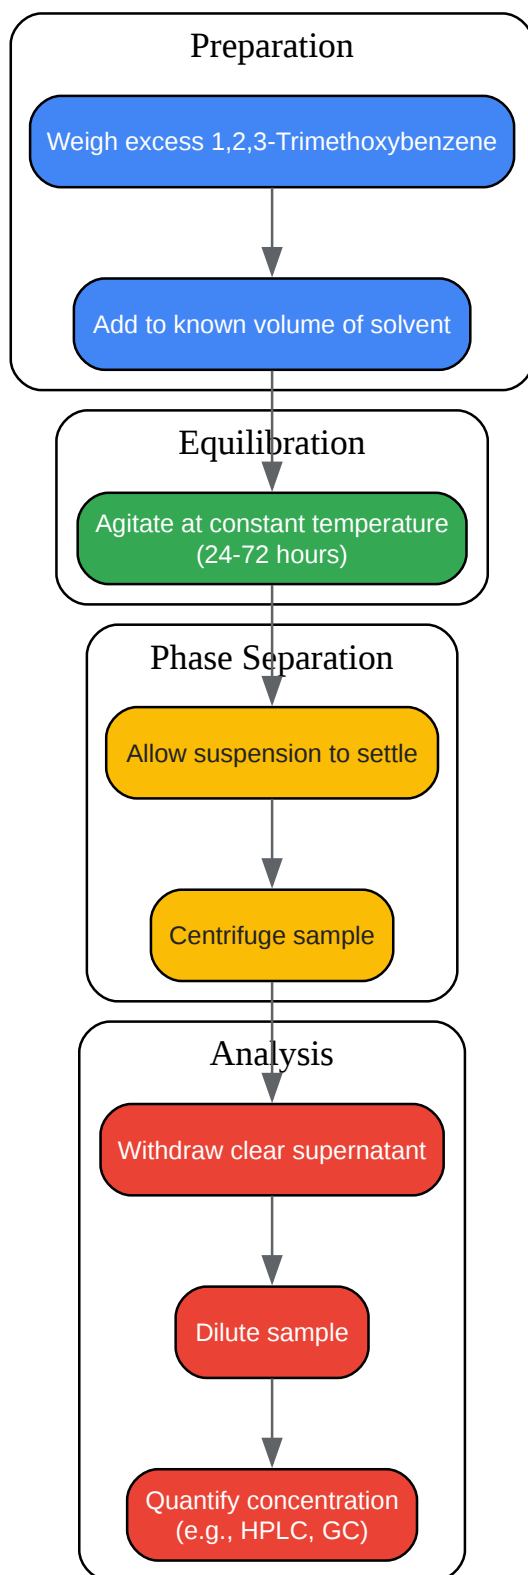 Preparation
Weigh excess 1,2,3-Trimethoxybenzene
Add to known volume of solvent
Equilibration
Agitate at constant temperature
(24-72 hours)
Phase Separation
Allow suspension to settle
Centrifuge sample
Analysis
Withdraw clear supernatant
Dilute sample
Quantify concentration
(e.g., HPLC, GC)